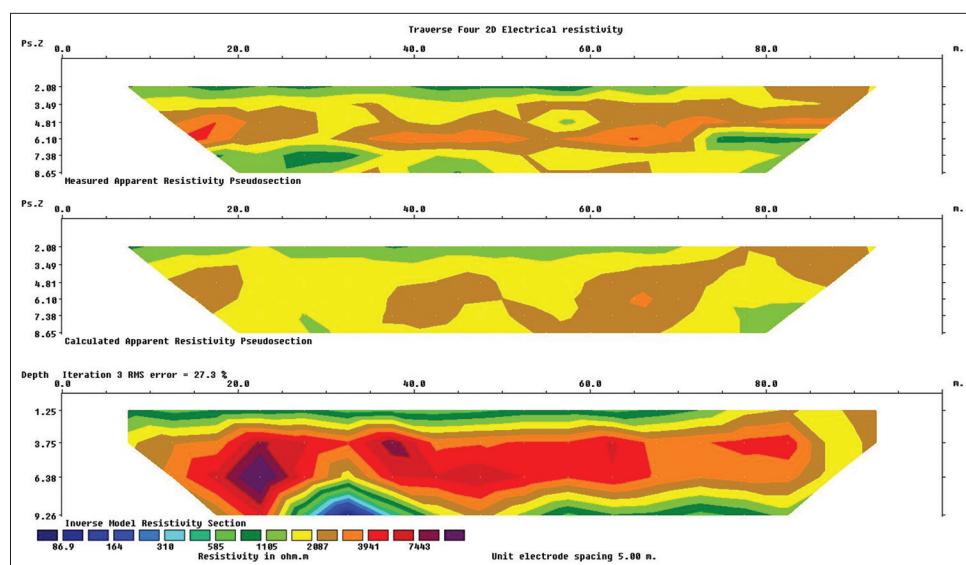 Traverse Four 2D Electrical resistivity
Ps.Z 0.0 20.0 40.0 60.0 80.0 m.
2.08
3.49
4.81
6.18
7.38
8.65
Measured Apparent Resistivity Pseudosection
Ps.Z 0.0 20.0 40.0 60.0 80.0 m.
2.08
3.49
4.81
6.18
7.38
8.65
Calculated Apparent Resistivity Pseudosection
Depth Iteration 3 RMS error = 27.3 %
0.0 20.0 40.0 60.0 80.0 m.
1.25
3.75
6.38
9.26
Inverse Model Resistivity Section
86.9 164 310 585 1105 2087 3941 7443
Resistivity in ohm.m Unit electrode spacing 5.00 m.